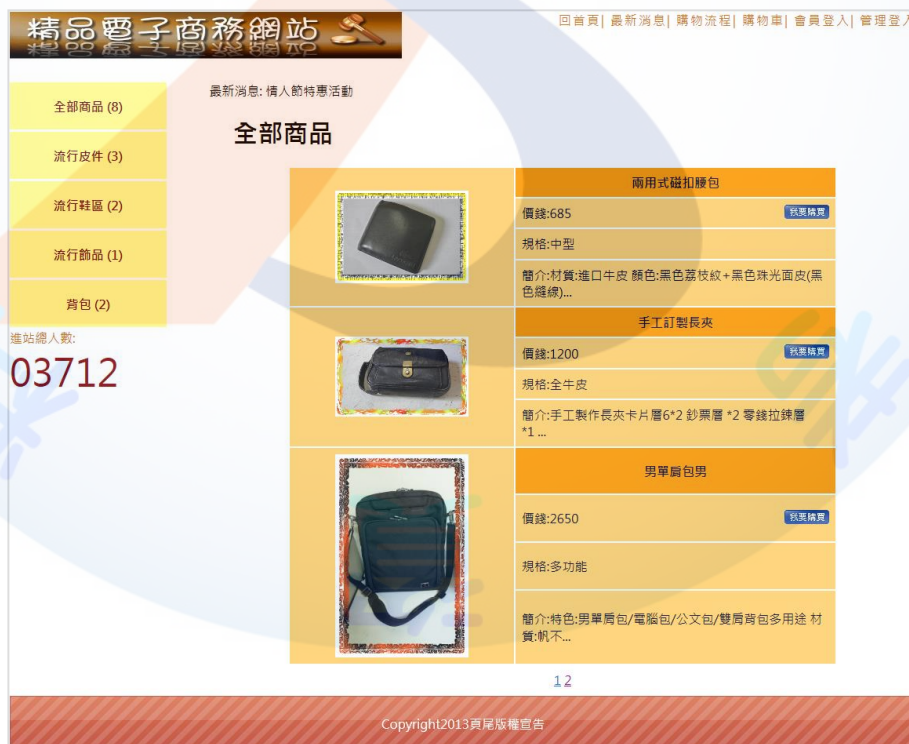 精品電子商務網站
回首頁| 最新消息| 購物流程| 購物車| 會員登入| 管理登入
最新消息: 情人節特惠活動
全部商品 (8)
流行皮件 (3)
流行鞋區 (2)
流行飾品 (1)
背包 (2)
進站總人數:
03712
全部商品
兩用式磁扣腰包
價錢:685
我要購買
規格:中型
簡介:材質:進口牛皮 顏色:黑色荔枝紋+黑色珠光面皮(黑
色縫線)...
手工訂製長夾
價錢:1200
我要購買
規格:全牛皮
簡介:手工製作長夾卡片層6*2 鈔票層 *2 零錢拉鍊層
*1 ...
男單肩包男
價錢:2650
我要購買
規格:多功能
簡介:特色:男單肩包/電腦包/公文包/雙肩背包多用途 材
質:帆不...
1 2
Copyright2013頁尾版權宣告